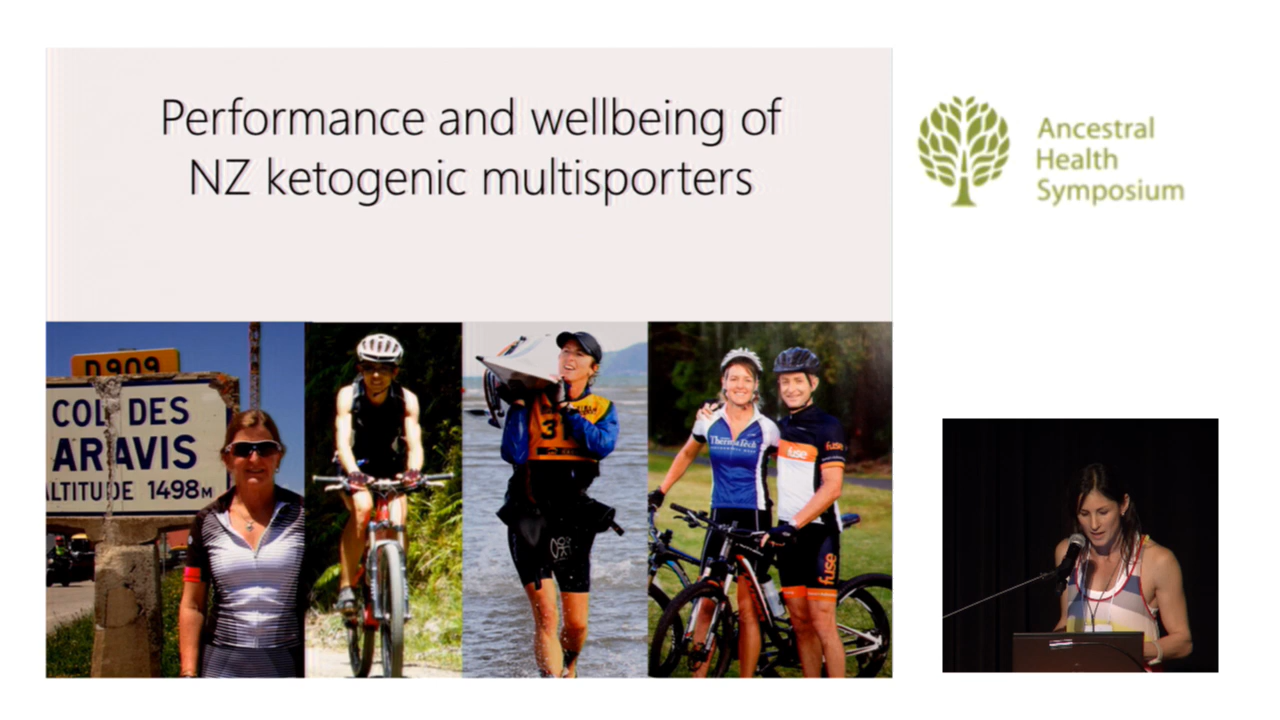 Performance and wellbeing of
NZ ketogenic multisporters
Ancestral
Health
Symposium
D909
COL DES
ARAVIS
ALTITUDE 1498M
31
fuse
fuse
fuse